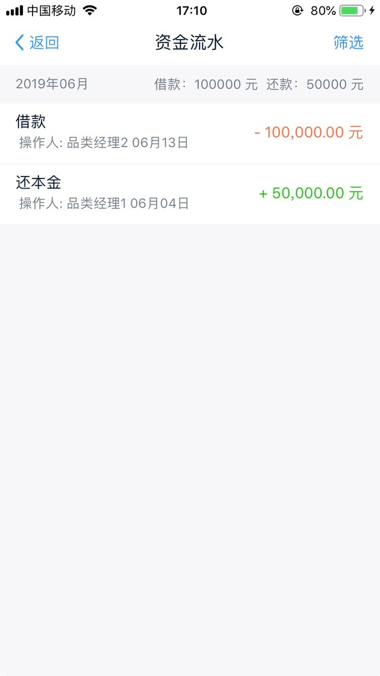 中国移动 17:10 80%
返回 资金流水 筛选
2019年06月 借款：100000 元 还款：50000 元
借款
操作人: 品类经理2 06月13日 - 100,000.00 元
还本金
操作人: 品类经理1 06月04日 + 50,000.00 元